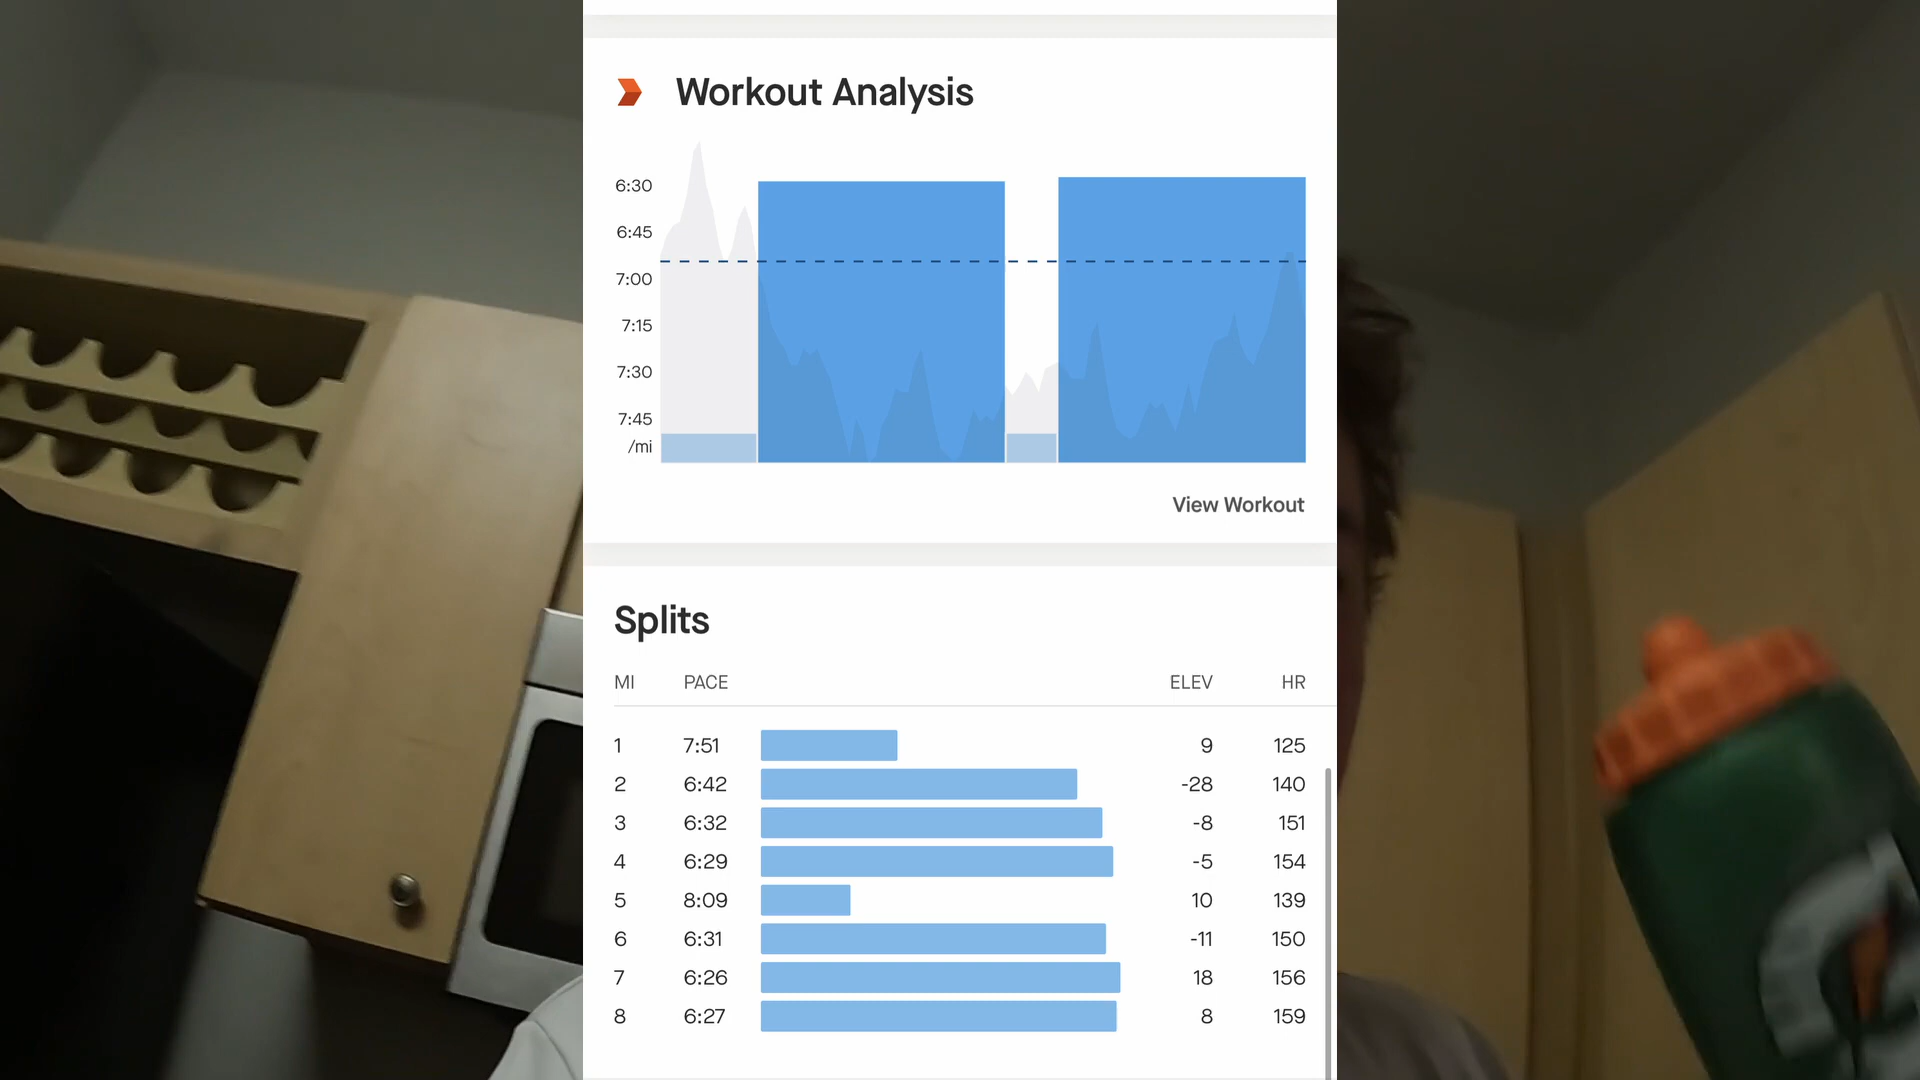 Workout Analysis
6:30
6:45
7:00
7:15
7:30
7:45
/mi
View Workout
Splits
MI PACE ELEV HR
1 7:51 9 125
2 6:42 -28 140
3 6:32 -8 151
4 6:29 -5 154
5 8:09 10 139
6 6:31 -11 150
7 6:26 18 156
8 6:27 8 159